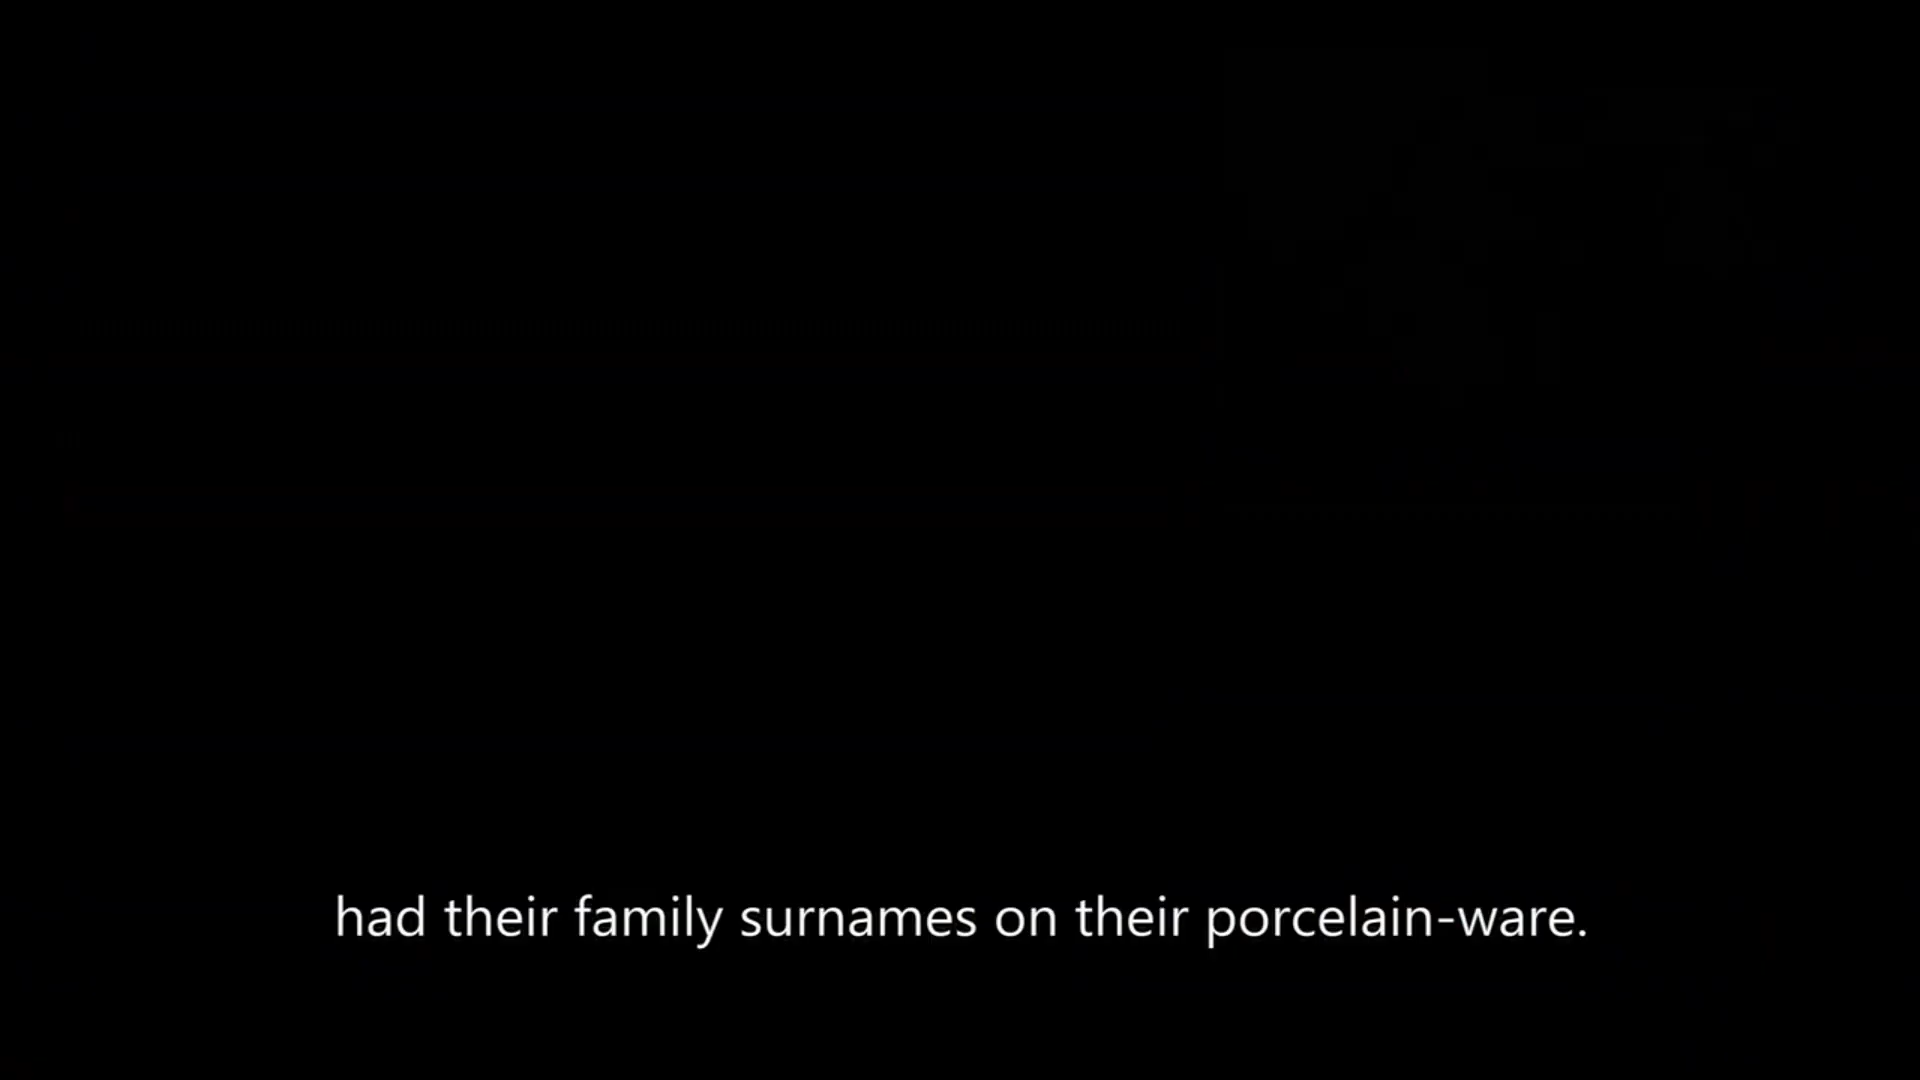 had their family surnames on their porcelain-ware.